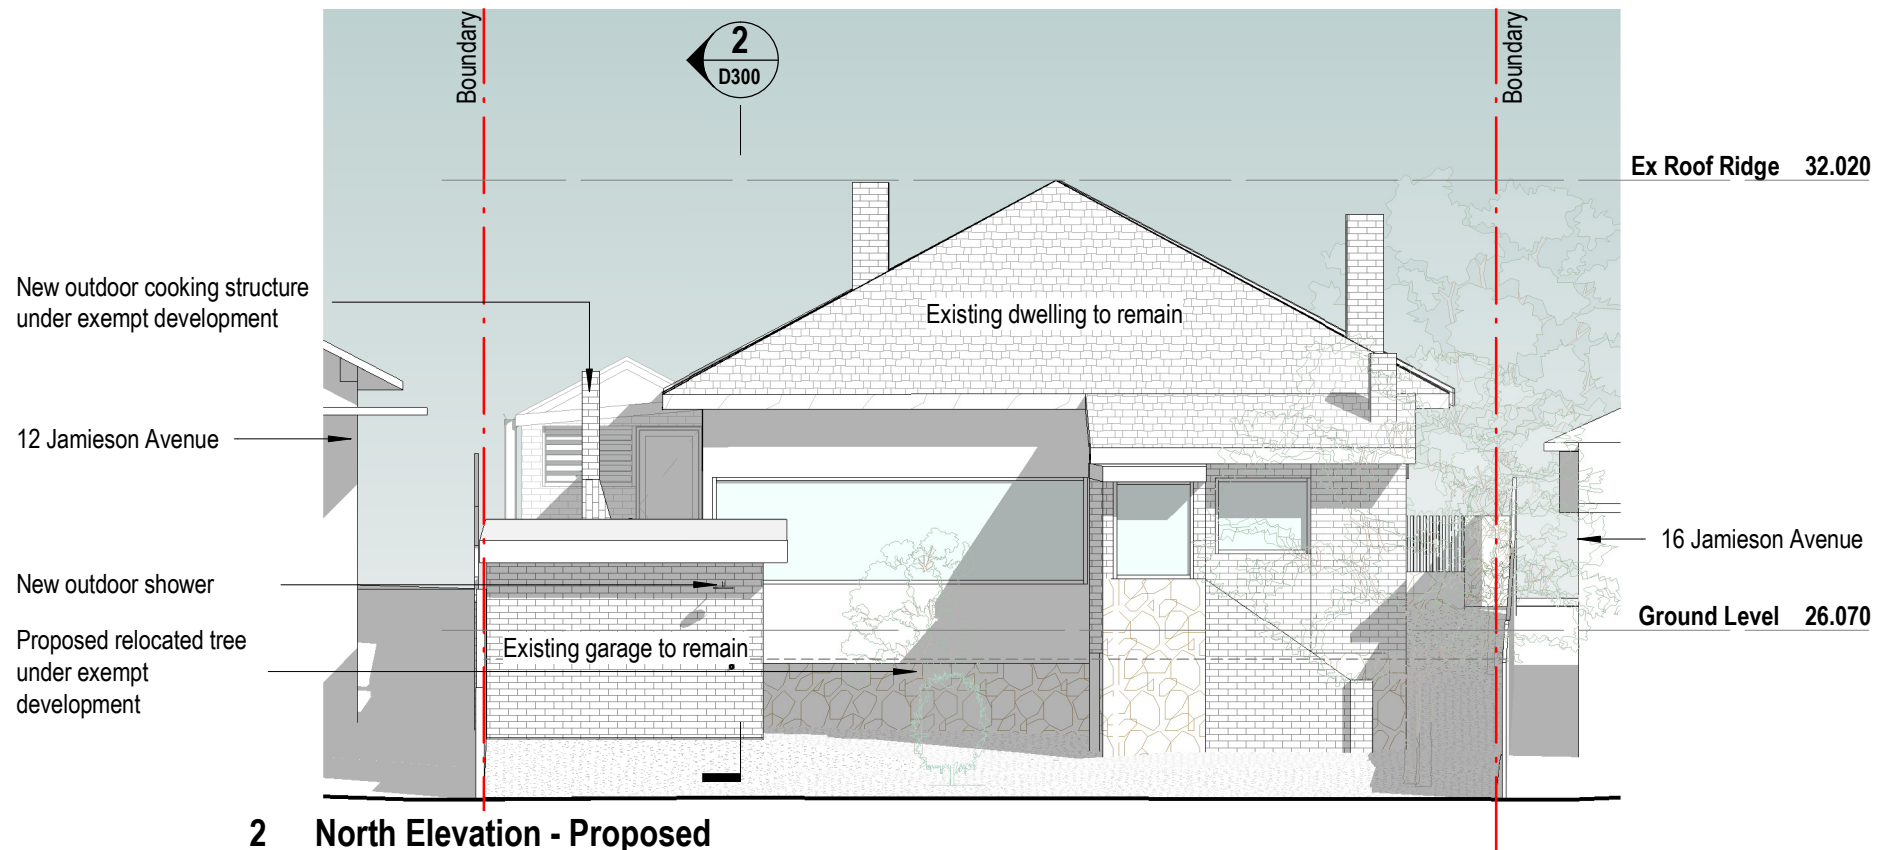 Boundary
2
D300
Boundary
Ex Roof Ridge 32.020
New outdoor cooking structure
under exempt development
Existing dwelling to remain
12 Jamieson Avenue
16 Jamieson Avenue
New outdoor shower
Ground Level 26.070
Proposed relocated tree
under exempt
development
Existing garage to remain
2 North Elevation - Proposed